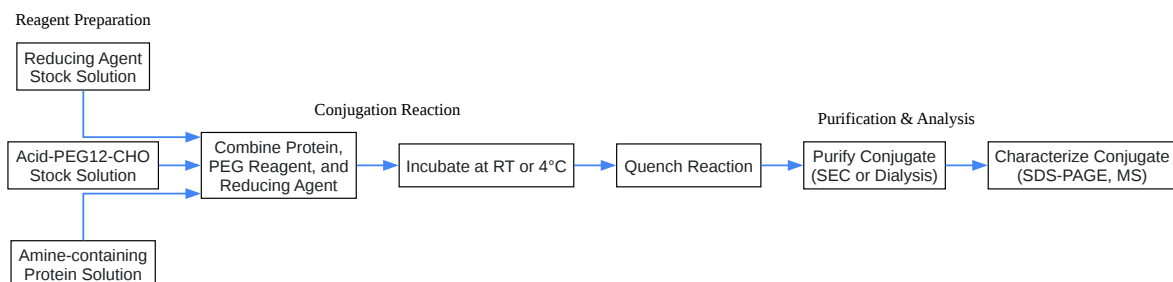 Reagent Preparation
Reducing Agent
Stock Solution
Acid-PEG12-CHO
Stock Solution
Amine-containing
Protein Solution
Conjugation Reaction
Combine Protein,
PEG Reagent, and
Reducing Agent
Incubate at RT or 4°C
Quench Reaction
Purification & Analysis
Purify Conjugate
(SEC or Dialysis)
Characterize Conjugate
(SDS-PAGE, MS)